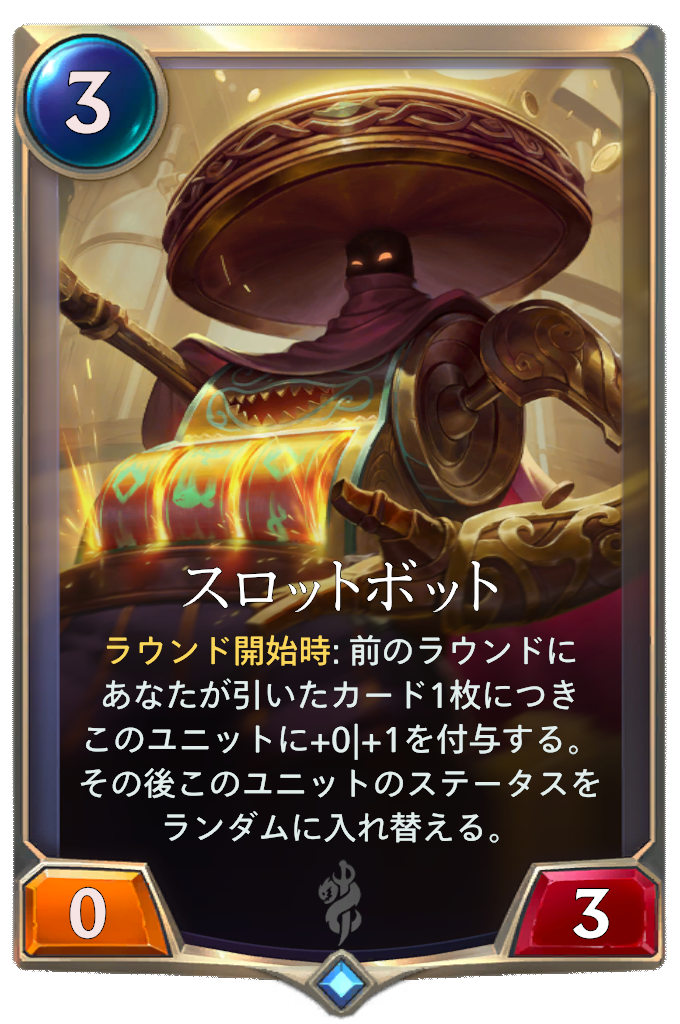 3
スロットボット
ラウンド開始時: 前のラウンドに
あなたが引いたカード1枚につき
このユニットに+0|+1を付与する。
その後このユニットのステータスを
ランダムに入れ替える。
0
3